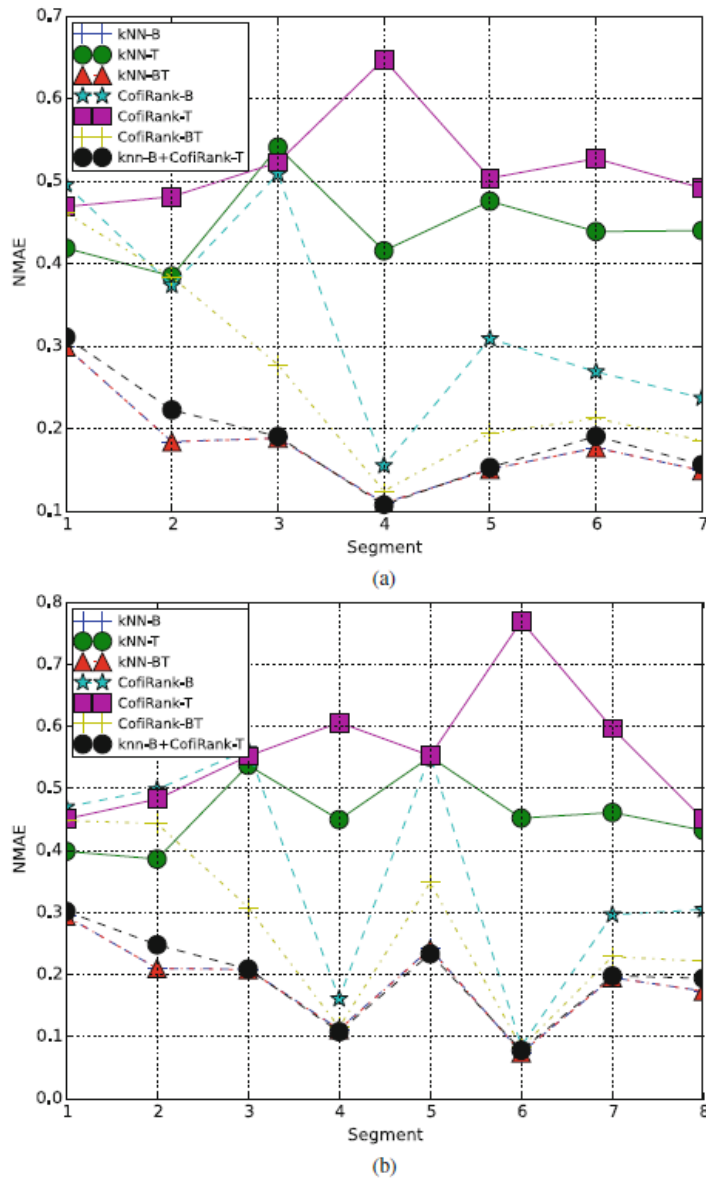 0.7
kNN-B
kNN-T
kNN-BT
CofiRank-B
CofiRank-T
CofiRank-BT
knn-B+CofiRank-T
0.6
0.5
0.4
0.3
0.2
0.1
NMAE
1 2 3 4 5 6 7
Segment
(a)
0.8
kNN-B
kNN-T
kNN-BT
CofiRank-B
CofiRank-T
CofiRank-BT
knn-B+CofiRank-T
0.7
0.6
0.5
0.4
0.3
0.2
0.1
0.0
NMAE
1 2 3 4 5 6 7 8
Segment
(b)